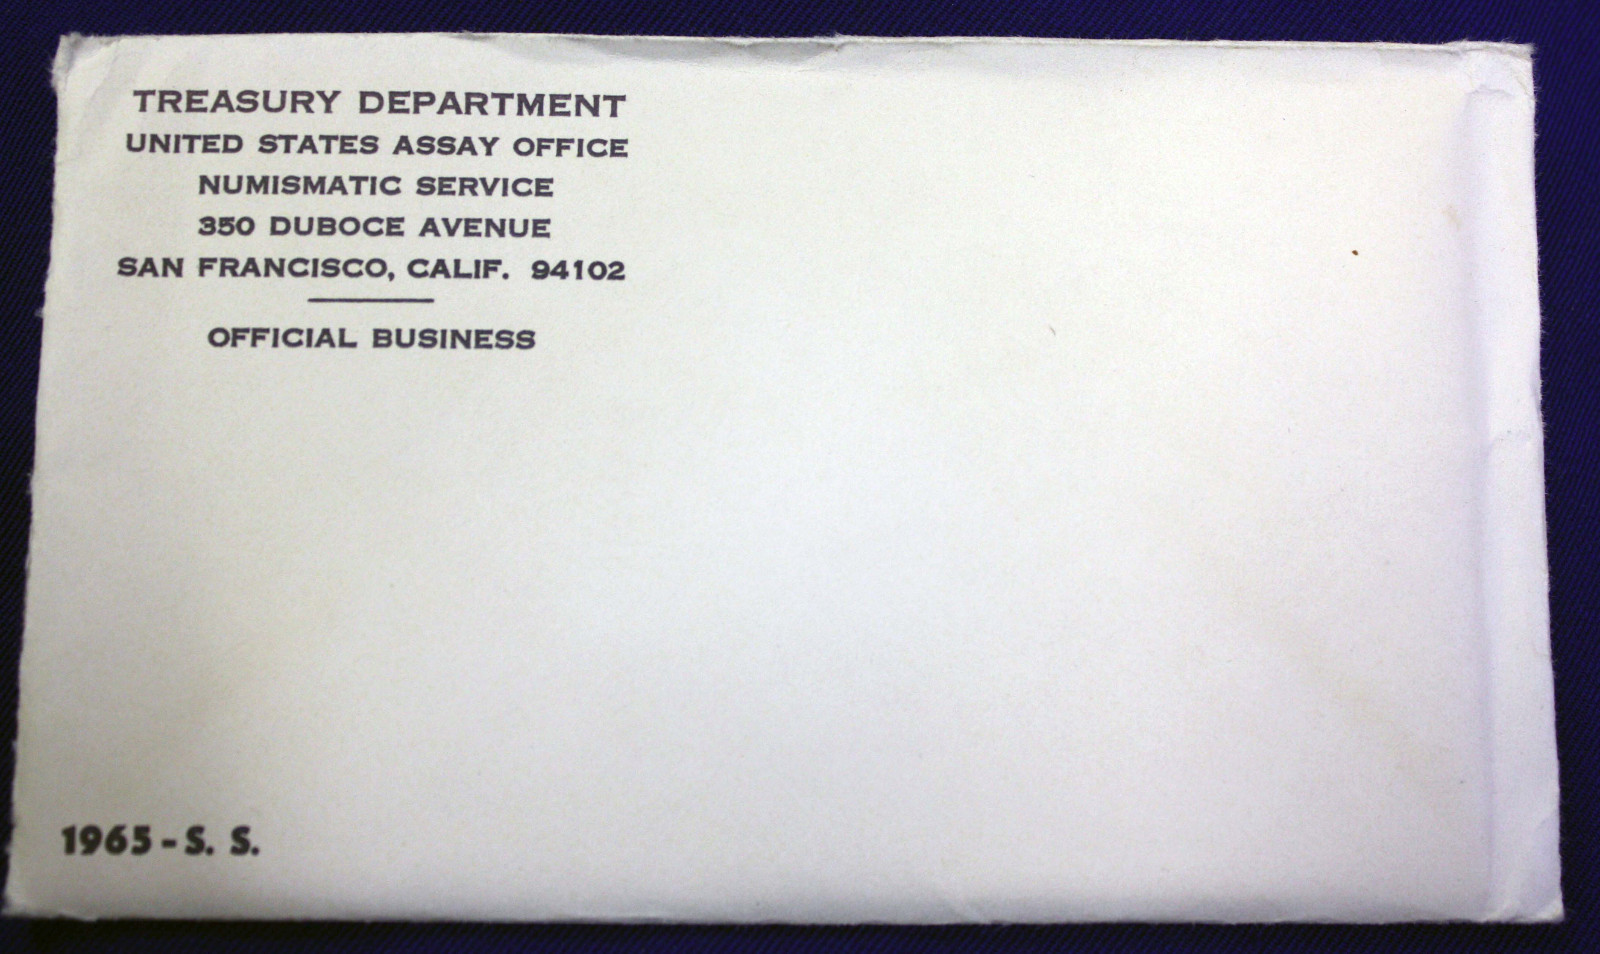 TREASURY DEPARTMENT
UNITED STATES ASSAY OFFICE
NUMISMATIC SERVICE
350 DUBOCE AVENUE
SAN FRANCISCO, CALIF. 94102
OFFICIAL BUSINESS
1965 - S. S.